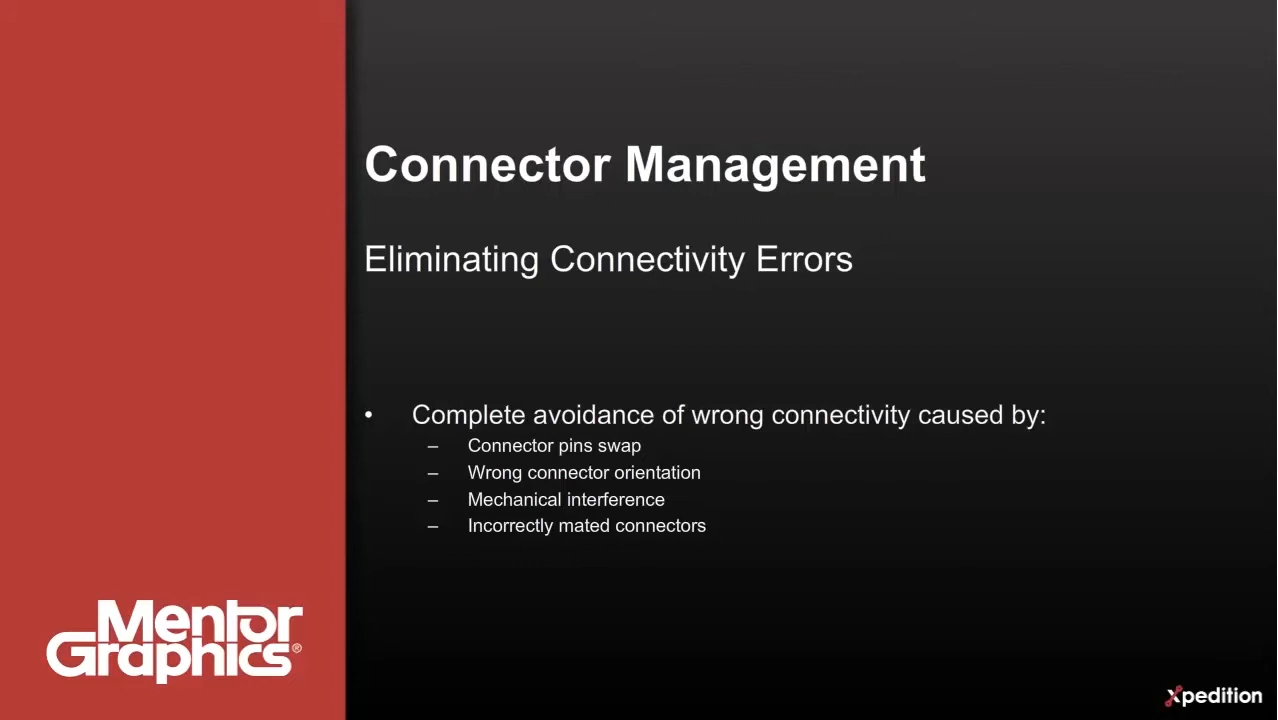 Connector Management
Eliminating Connectivity Errors
• Complete avoidance of wrong connectivity caused by:
– Connector pins swap
– Wrong connector orientation
– Mechanical interference
– Incorrectly mated connectors
Mentor
Graphics®
xpedition